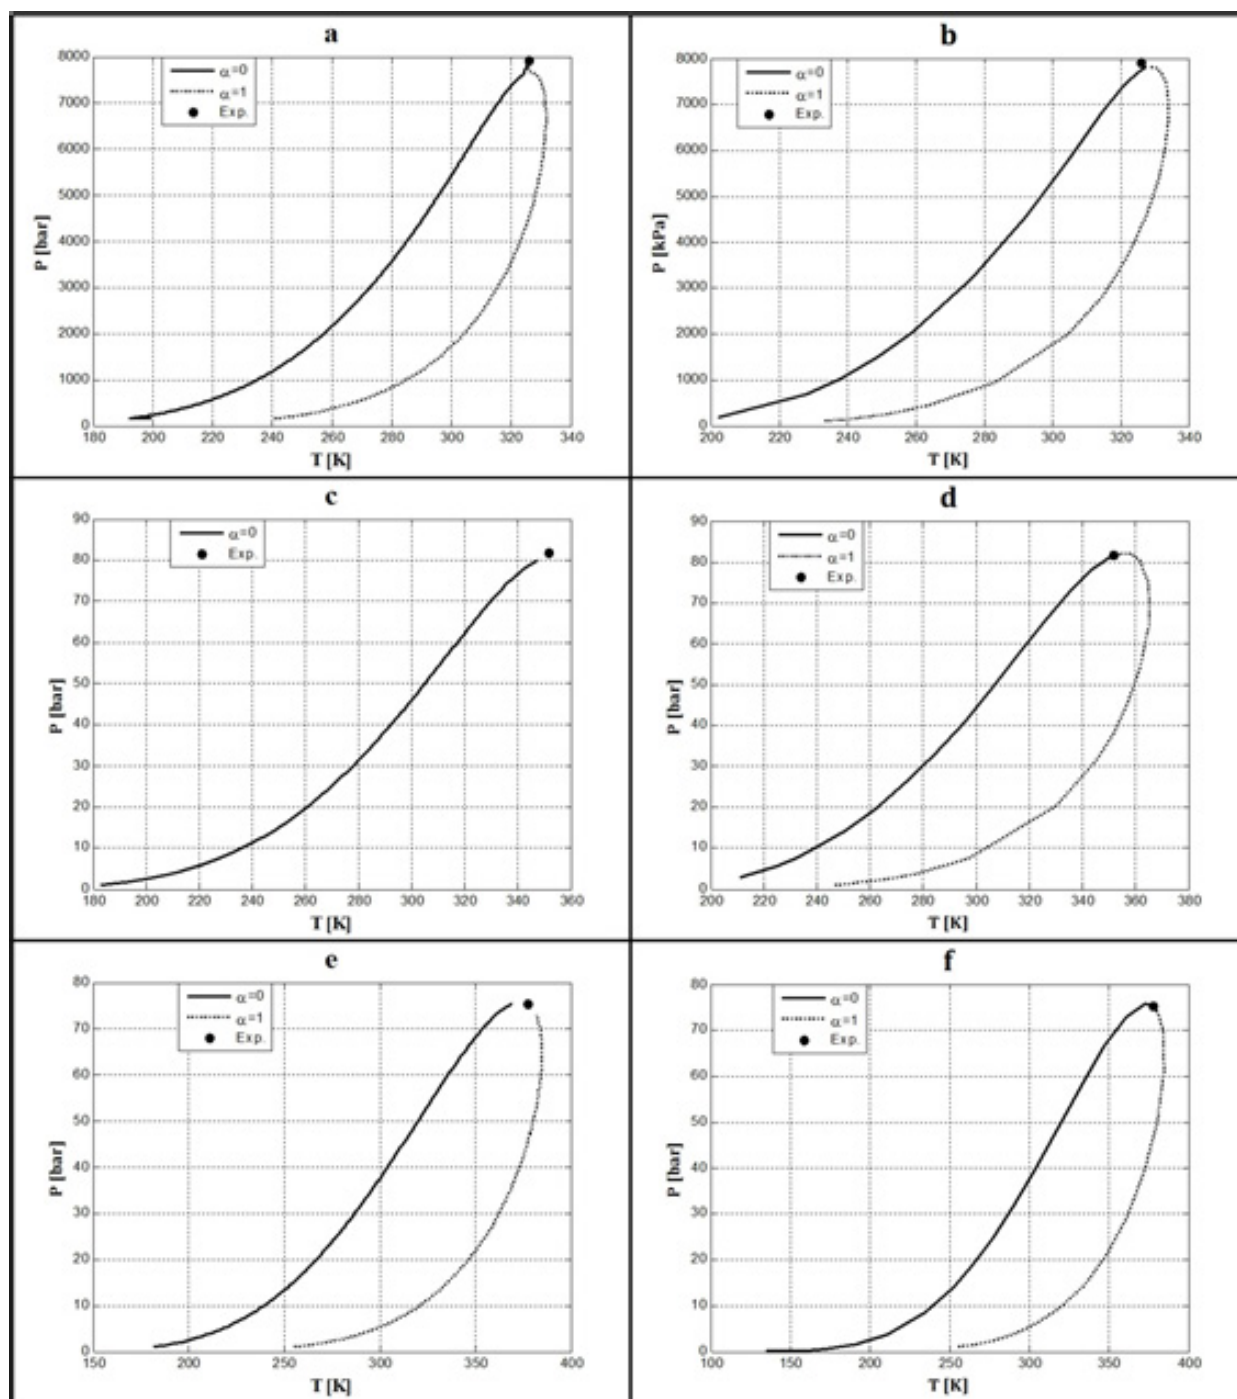 a
8000
7000
6000
5000
4000
3000
2000
1000
0
P [bar]
α=0
α=1
Exp.
180 200 220 240 260 280 300 320 340
T [K]
b
8000
7000
6000
5000
4000
3000
2000
1000
0
P [kPa]
α=0
α=1
Exp.
200 220 240 260 280 300 320 340
T [K]
c
90
80
70
60
50
40
30
20
10
0
P [bar]
α=0
Exp.
180 200 220 240 260 280 300 320 340 360
T [K]
d
90
80
70
60
50
40
30
20
10
0
P [bar]
α=0
α=1
Exp.
200 220 240 260 280 300 320 340 360 380
T [K]
e
80
70
60
50
40
30
20
10
0
P [bar]
α=0
α=1
Exp.
150 200 250 300 350 400
T [K]
f
80
70
60
50
40
30
20
10
0
P [bar]
α=0
α=1
Exp.
100 150 200 250 300 350 400
T [K]